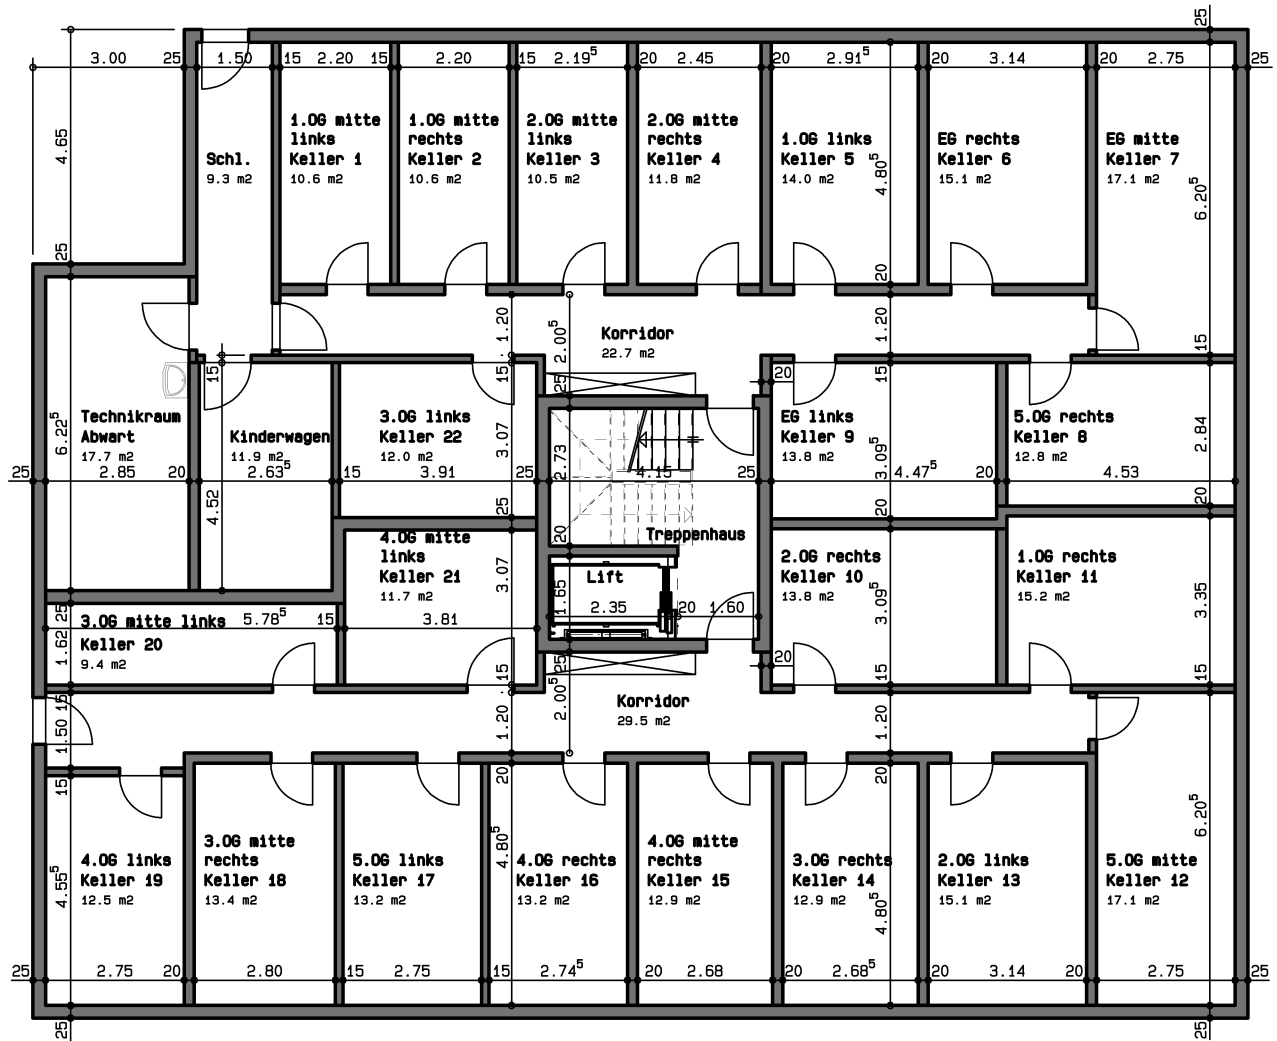 25
3.00
25
1.50
15
2.20
15
2.20
15
2.19⁵
20
2.45
20
2.91⁵
20
3.14
20
2.75
25
4.65
25
Schl.
9.3 m2
1.OG mitte
links
Keller 1
10.6 m2
1.OG mitte
rechts
Keller 2
10.6 m2
2.OG mitte
links
Keller 3
10.5 m2
2.OG mitte
rechts
Keller 4
11.8 m2
1.OG links
Keller 5
14.0 m2
4.80⁵
20
EG rechts
Keller 6
15.1 m2
EG mitte
Keller 7
17.1 m2
6.20⁵
1.20
2.00⁵
25
Korridor
22.7 m2
1.20
15
15
15
15
20
Technikraum
Abwart
17.7 m2
6.22⁵
Kinderwagen
11.9 m2
4.52
3.OG links
Keller 22
12.0 m2
3.07
25
2.73
EG links
Keller 9
13.8 m2
3.09⁵
5.OG rechts
Keller 8
12.8 m2
2.84
20
25
2.85
20
2.63⁵
15
3.91
25
4.15
25
4.47⁵
20
4.53
4.OG mitte
links
Keller 21
11.7 m2
3.07
20
Treppenhaus
Lift
1.65
2.35
20
1.60
2.OG rechts
Keller 10
13.8 m2
3.09⁵
1.OG rechts
Keller 11
15.2 m2
3.35
25
1.62
3.OG mitte links
Keller 20
9.4 m2
5.78⁵
15
3.81
15
25
20
15
15
15
1.50
15
1.20
2.00⁵
Korridor
29.5 m2
1.20
20
20
4.OG links
Keller 19
12.5 m2
4.55⁵
3.OG mitte
rechts
Keller 18
13.4 m2
5.OG links
Keller 17
13.2 m2
4.80⁵
4.OG rechts
Keller 16
13.2 m2
4.OG mitte
rechts
Keller 15
12.9 m2
3.OG rechts
Keller 14
12.9 m2
4.80⁵
2.OG links
Keller 13
15.1 m2
5.OG mitte
Keller 12
17.1 m2
6.20⁵
25
2.75
20
2.80
15
2.75
15
2.74⁵
20
2.68
20
2.68⁵
20
3.14
20
2.75
25
25
25